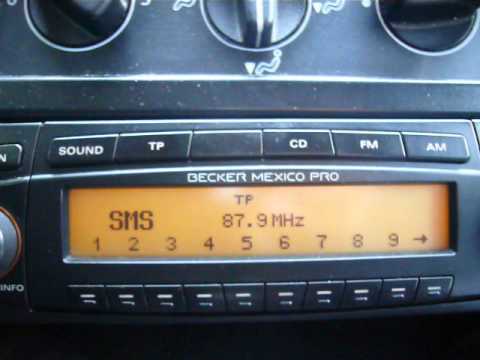 N SOUND TP CD FM AM
BECKER MEXICO PRO
TP
SMS 87.9 MHz
1 2 3 4 5 6 7 8 9 →
INFO